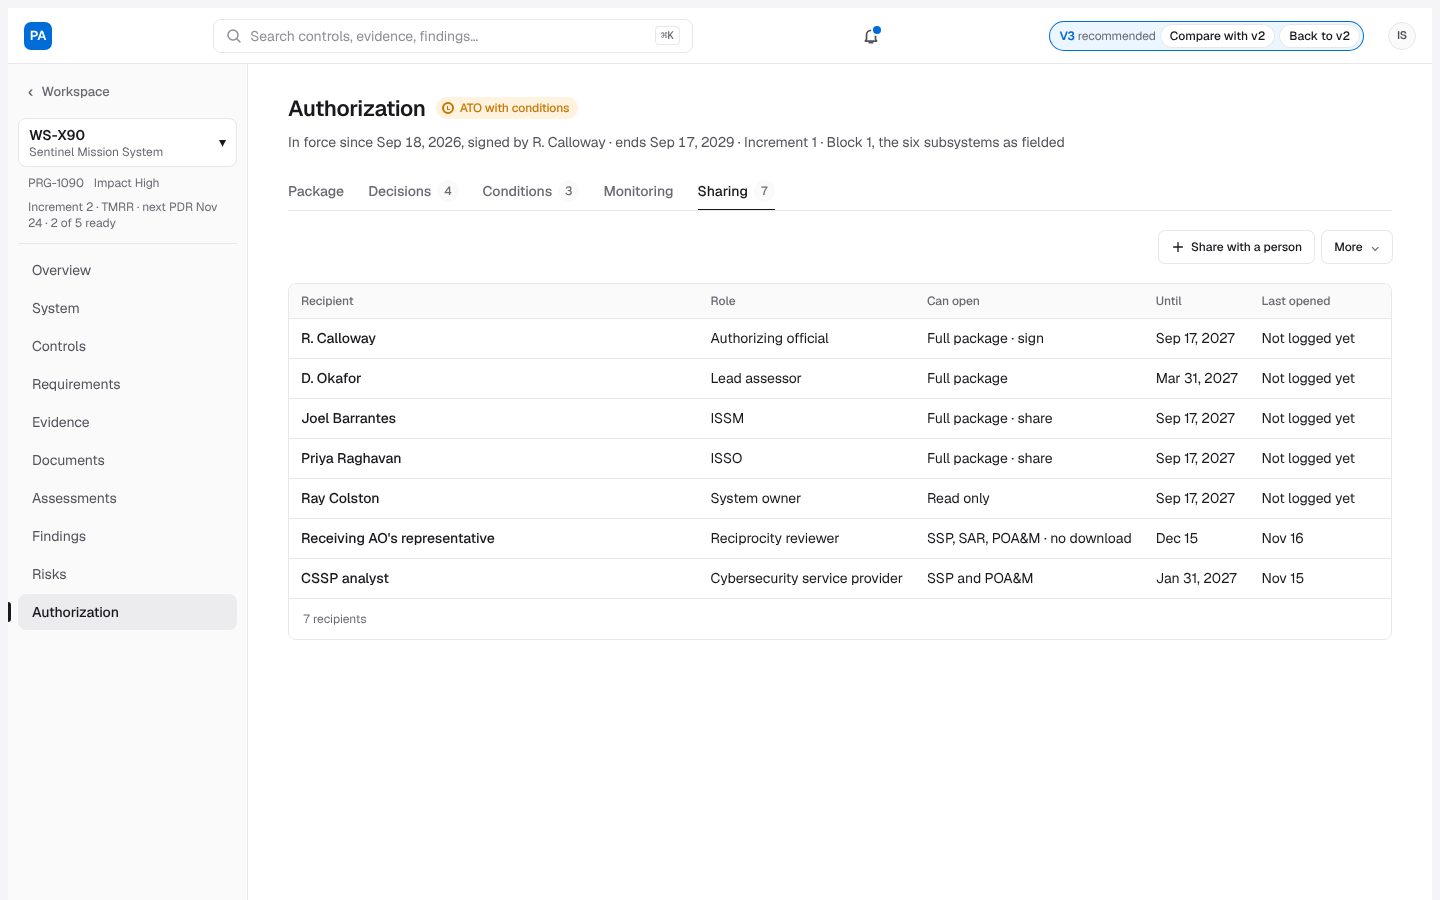 PA
Search controls, evidence, findings...
⌘K
V3 recommended
Compare with v2
Back to v2
IS
‹ Workspace
WS-X90
Sentinel Mission System
PRG-1090 Impact High
Increment 2 · TMRR · next PDR Nov
24 · 2 of 5 ready
Overview
System
Controls
Requirements
Evidence
Documents
Assessments
Findings
Risks
Authorization
Authorization
ATO with conditions
In force since Sep 18, 2026, signed by R. Calloway · ends Sep 17, 2029 · Increment 1 · Block 1, the six subsystems as fielded
Package Decisions 4 Conditions 3 Monitoring Sharing 7
+ Share with a person
More
Recipient Role Can open Until Last opened
R. Calloway Authorizing official Full package · sign Sep 17, 2027 Not logged yet
D. Okafor Lead assessor Full package Mar 31, 2027 Not logged yet
Joel Barrantes ISSM Full package · share Sep 17, 2027 Not logged yet
Priya Raghavan ISSO Full package · share Sep 17, 2027 Not logged yet
Ray Colston System owner Read only Sep 17, 2027 Not logged yet
Receiving AO's representative Reciprocity reviewer SSP, SAR, POA&M · no download Dec 15 Nov 16
CSSP analyst Cybersecurity service provider SSP and POA&M Jan 31, 2027 Nov 15
7 recipients